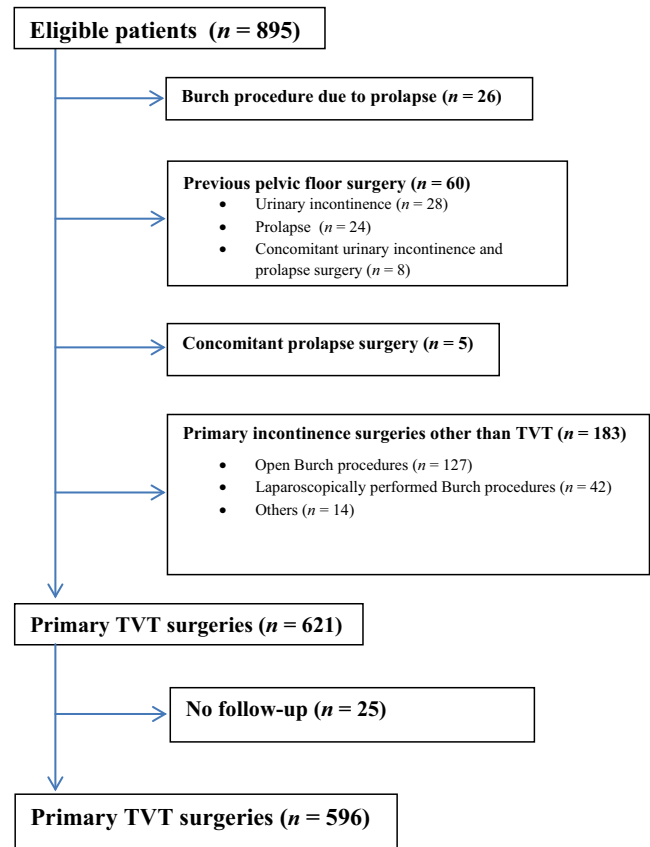 Eligible patients (n = 895)
Burch procedure due to prolapse (n = 26)
Previous pelvic floor surgery (n = 60)
• Urinary incontinence (n = 28)
• Prolapse (n = 24)
• Concomitant urinary incontinence and
prolapse surgery (n = 8)
Concomitant prolapse surgery (n = 5)
Primary incontinence surgeries other than TVT (n = 183)
• Open Burch procedures (n = 127)
• Laparoscopically performed Burch procedures (n = 42)
• Others (n = 14)
Primary TVT surgeries (n = 621)
No follow-up (n = 25)
Primary TVT surgeries (n = 596)